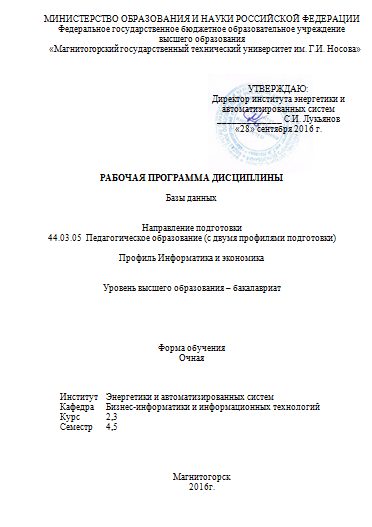 МИНИСТЕРСТВО ОБРАЗОВАНИЯ И НАУКИ РОССИЙСКОЙ ФЕДЕРАЦИИ
Федеральное государственное бюджетное образовательное учреждение
высшего образования
«Магнитогорский государственный технический университет им. Г.И. Носова»
УТВЕРЖДАЮ:
Директор института энергетики и
автоматизированных систем
_______________ С.И. Лукьянов
«28» сентября 2016 г.
РАБОЧАЯ ПРОГРАММА ДИСЦИПЛИНЫ
Базы данных
Направление подготовки
44.03.05 Педагогическое образование (с двумя профилями подготовки)
Профиль Информатика и экономика
Уровень высшего образования – бакалавриат
Форма обучения
Очная
Институт Энергетики и автоматизированных систем
Кафедра Бизнес-информатики и информационных технологий
Курс 2,3
Семестр 4,5
Магнитогорск
2016г.